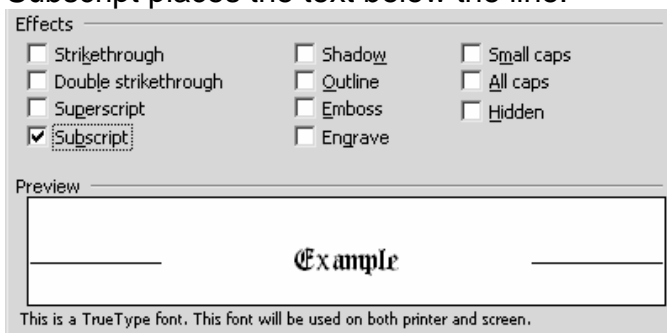 Subscript places the text below the line.
Effects
Strikethrough Shadow Small caps
Double strikethrough Outline All caps
Superscript Emboss Hidden
Subscript Engrave
Preview
Example
This is a TrueType font. This font will be used on both printer and screen.